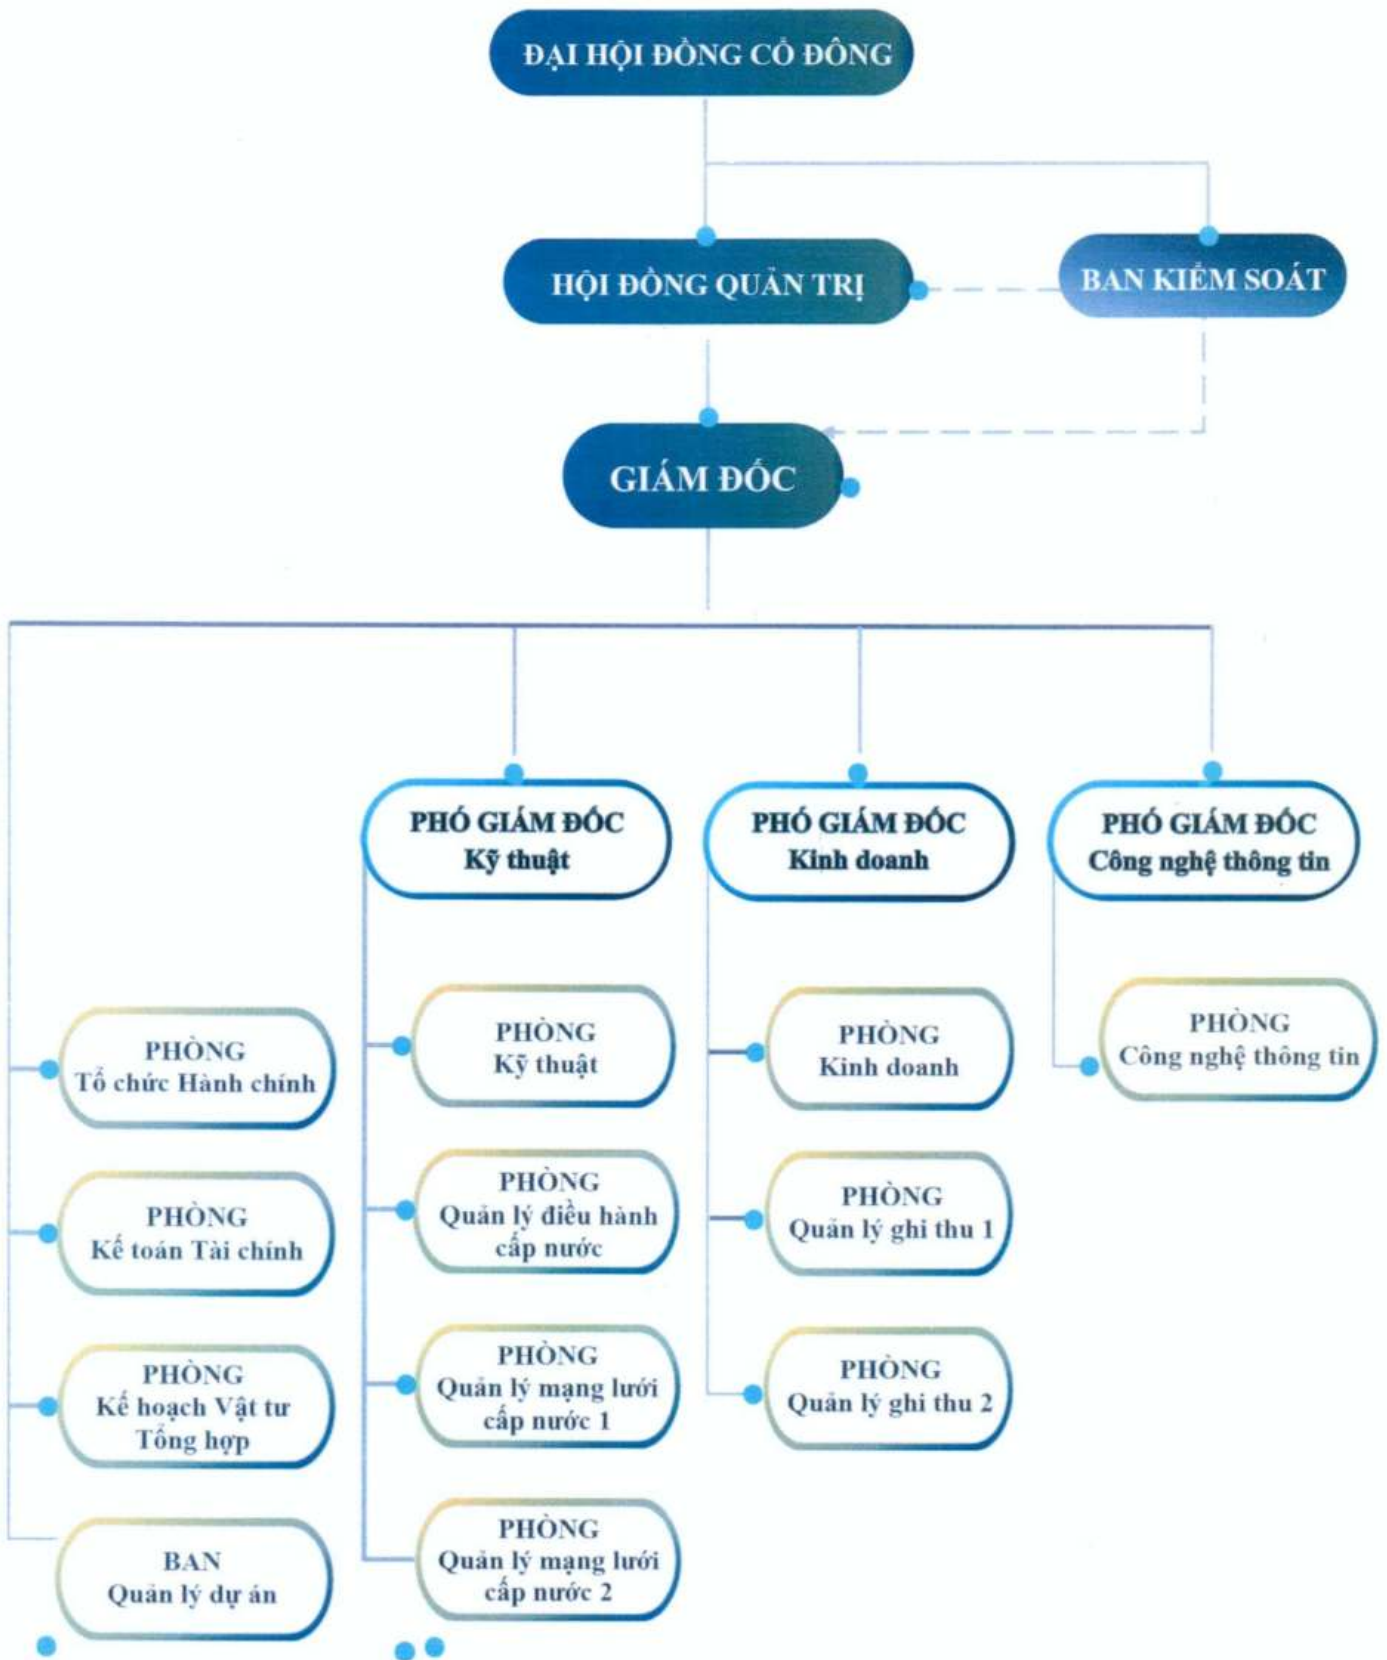 ĐẠI HỘI ĐỒNG CỔ ĐÔNG
HỘI ĐỒNG QUẢN TRỊ
BAN KIỂM SOÁT
GIÁM ĐỐC
PHÓ GIÁM ĐỐC
Kỹ thuật
PHÓ GIÁM ĐỐC
Kinh doanh
PHÓ GIÁM ĐỐC
Công nghệ thông tin
PHÒNG
Tổ chức Hành chính
PHÒNG
Kế toán Tài chính
PHÒNG
Kế hoạch Vật tư
Tổng hợp
BAN
Quản lý dự án
PHÒNG
Kỹ thuật
PHÒNG
Quản lý điều hành
cấp nước
PHÒNG
Quản lý mạng lưới
cấp nước 1
PHÒNG
Quản lý mạng lưới
cấp nước 2
PHÒNG
Kinh doanh
PHÒNG
Quản lý ghi thu 1
PHÒNG
Quản lý ghi thu 2
PHÒNG
Công nghệ thông tin